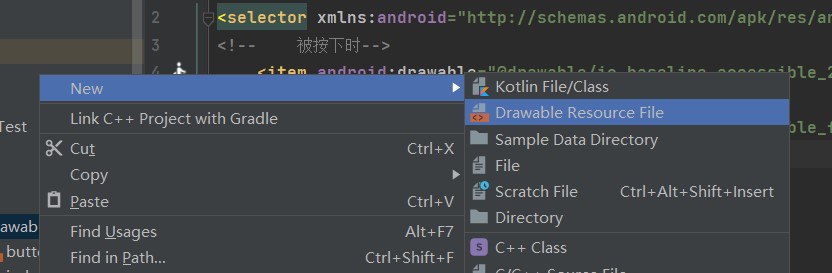 2 <selector xmlns:android="http://schemas.android.com/apk/res/an
3 <!-- 被按下时-->
4 <item android:drawable="@drawable/ic_baseline_accessible_2
New
Link C++ Project with Gradle
Cut Ctrl+X
Copy
Paste Ctrl+V
Find Usages Alt+F7
Find in Path... Ctrl+Shift+F
Kotlin File/Class
Drawable Resource File
Sample Data Directory
File
Scratch File Ctrl+Alt+Shift+Insert
Directory
C++ Class
C/C++ Source File
Test
awab
butt
ble_f